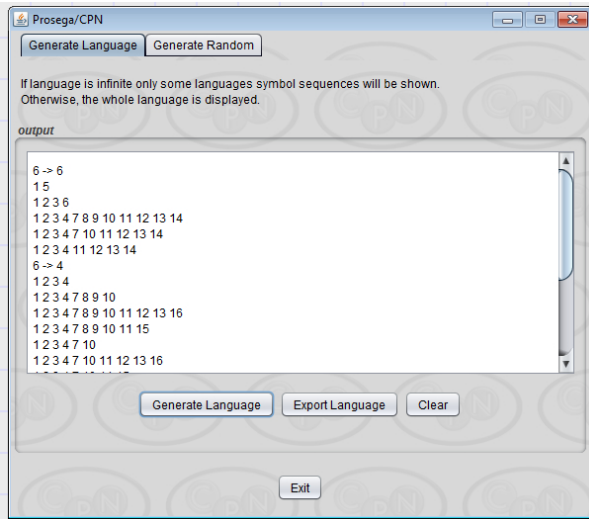 Prosega/CPN
Generate Language Generate Random
If language is infinite only some languages symbol sequences will be shown.
Otherwise, the whole language is displayed.
output
6 -> 6
1 5
1 2 3 6
1 2 3 4 7 8 9 10 11 12 13 14
1 2 3 4 7 10 11 12 13 14
1 2 3 4 11 12 13 14
6 -> 4
1 2 3 4
1 2 3 4 7 8 9 10
1 2 3 4 7 8 9 10 11 12 13 16
1 2 3 4 7 8 9 10 11 15
1 2 3 4 7 10
1 2 3 4 7 10 11 12 13 16
Generate Language Export Language Clear
Exit